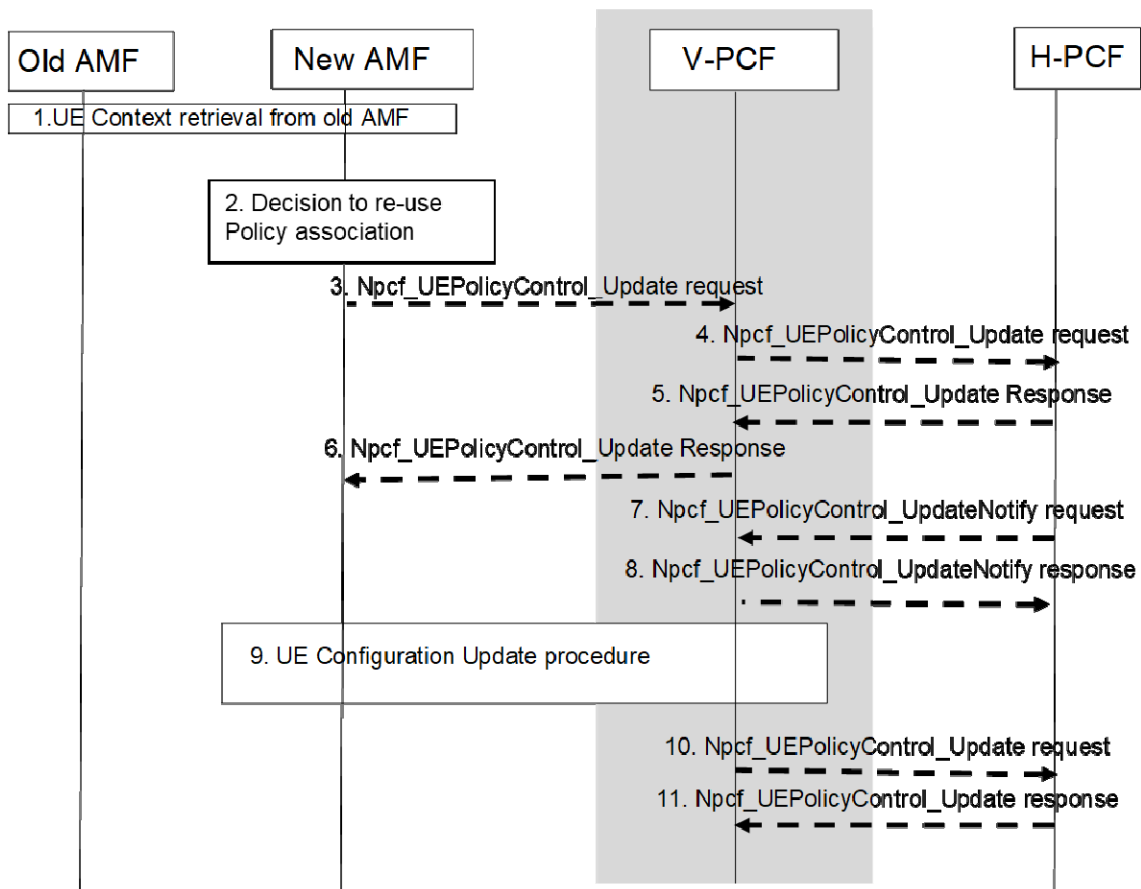 Old AMF
New AMF
V-PCF
H-PCF
1.UE Context retrieval from old AMF
2. Decision to re-use
Policy association
3. Npcf_UEPolicyControl_Update request
4. Npcf_UEPolicyControl_Update request
5. Npcf_UEPolicyControl_Update Response
6. Npcf_UEPolicyControl_Update Response
7. Npcf_UEPolicyControl_UpdateNotify request
8. Npcf_UEPolicyControl_UpdateNotify response
9. UE Configuration Update procedure
10. Npcf_UEPolicyControl_Update request
11. Npcf_UEPolicyControl_Update response